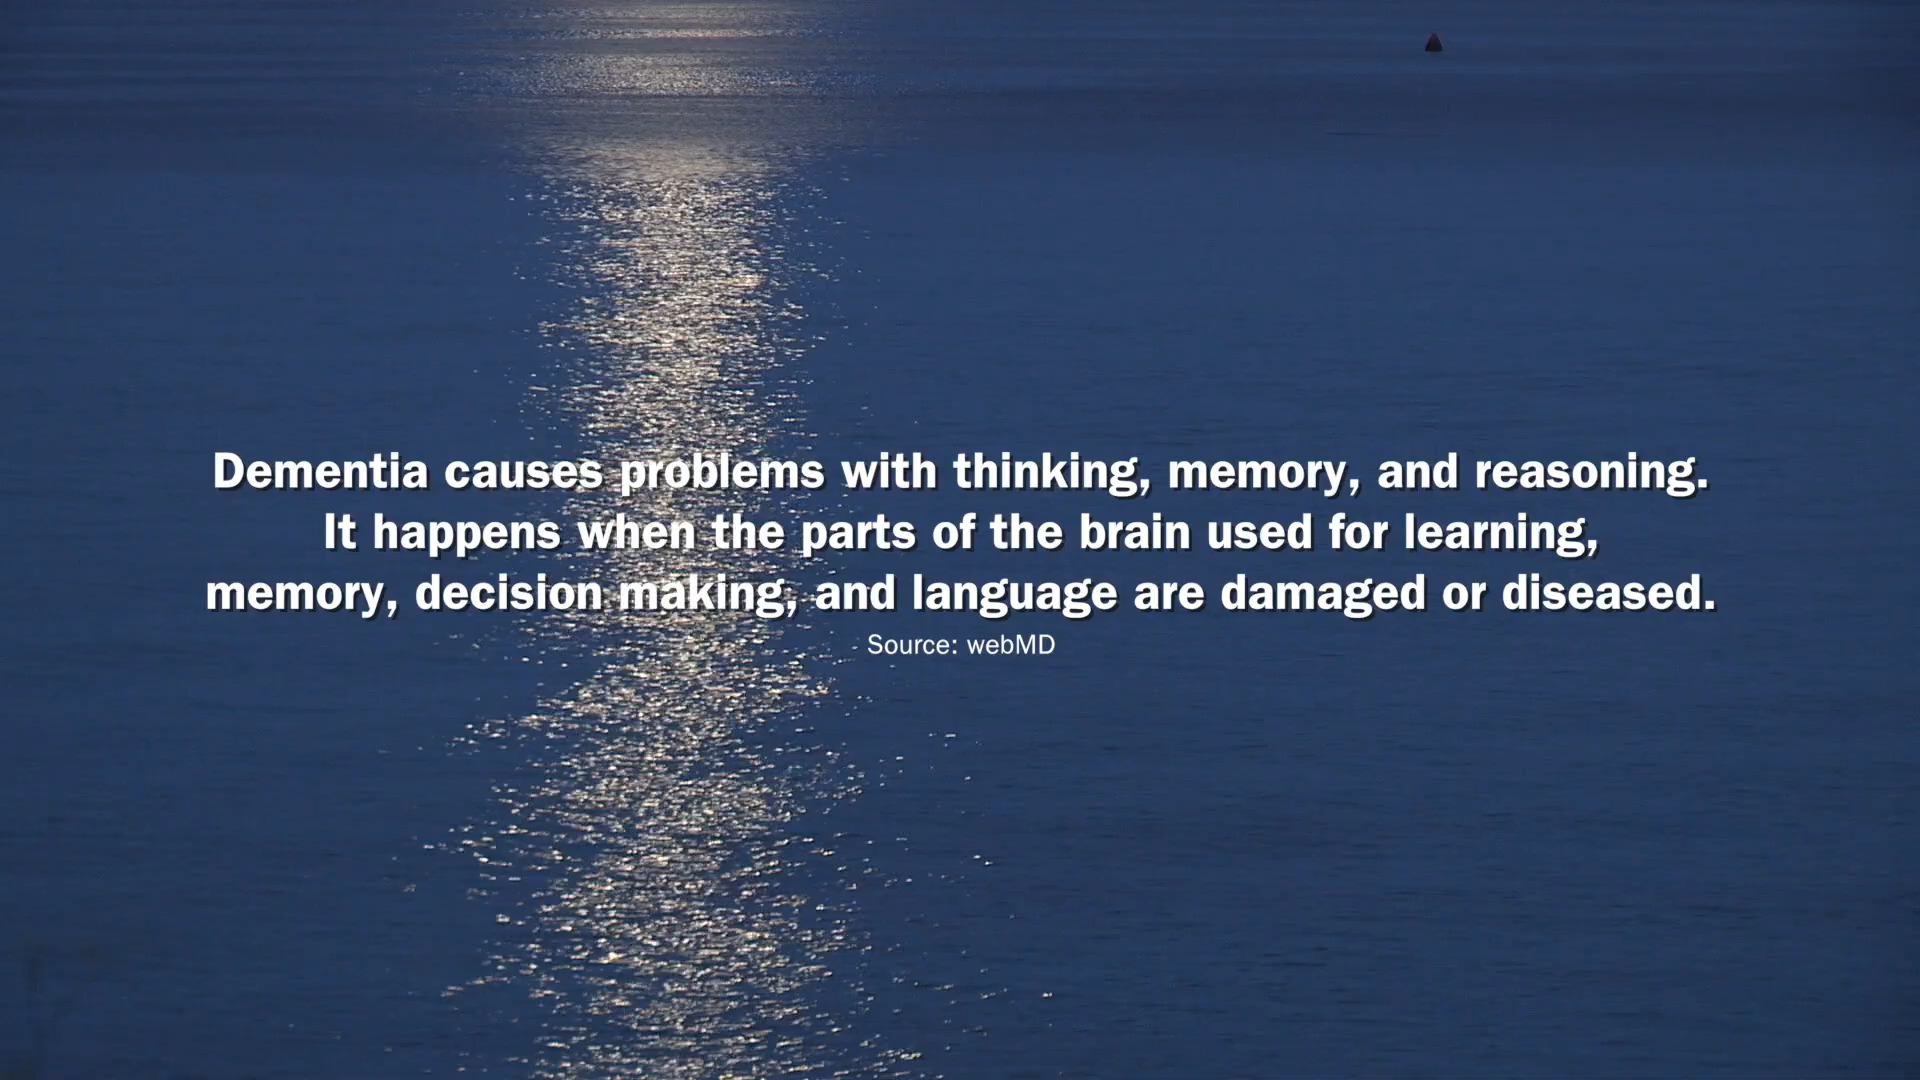 Dementia causes problems with thinking, memory, and reasoning.
It happens when the parts of the brain used for learning,
memory, decision making, and language are damaged or diseased.
Source: webMD